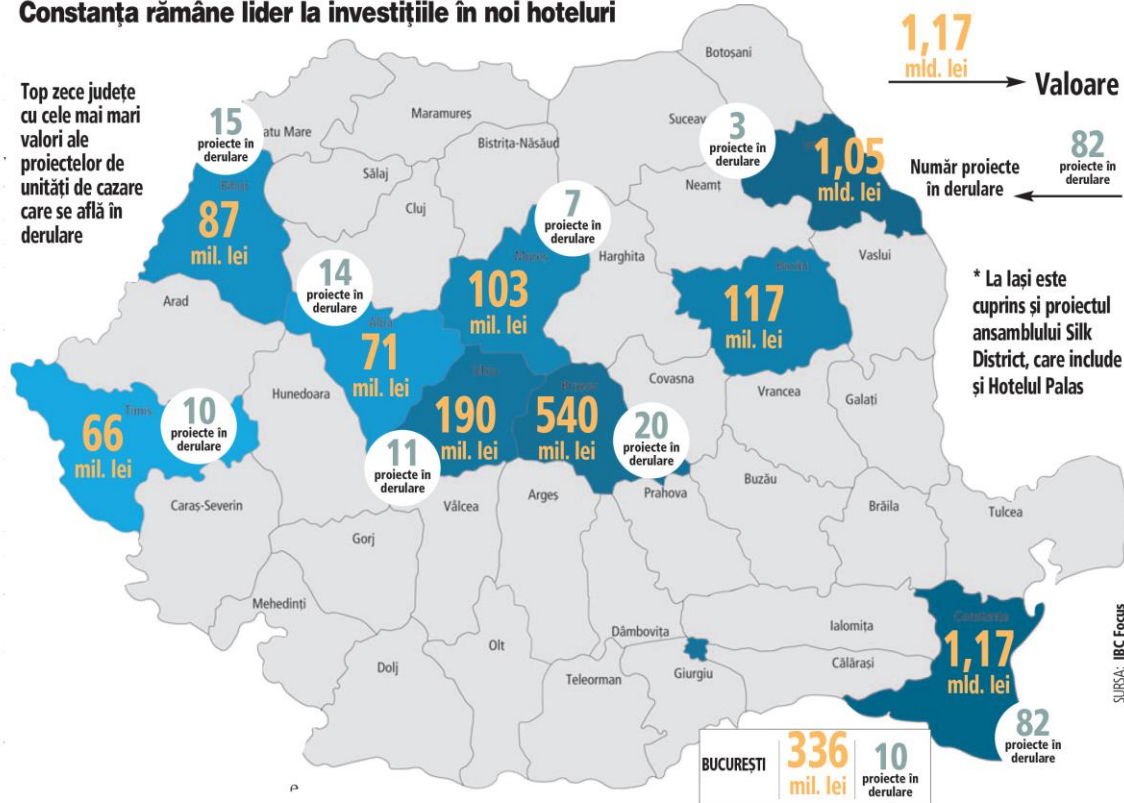 Constanța rămâne lider la investițiile în noi hoteluri
Top zece județe
cu cele mai mari
valori ale
proiectelor de
unități de cazare
care se află în
derulare
1,17
mld. lei
Valoare
Număr proiecte
în derulare
82
proiecte în
derulare
* La Iași este
cuprins și proiectul
ansamblului Silk
District, care include
și Hotelul Palas
Botoșani
Suceav
3
proiecte în
derulare
1,05
mld. lei
Maramureș
atu Mare
15
proiecte în
derulare
Bistrița-Năsăud
Sălaj
Neamț
Bihor
87
mil. lei
Cluj
7
proiecte în
derulare
Harghita
Mureș
103
mil. lei
Vaslui
Bacău
117
mil. lei
14
proiecte în
derulare
Arad
Alba
71
mil. lei
Covasna
Vrancea
Galați
Hunedoara
Timiș
66
mil. lei
10
proiecte în
derulare
Sibiu
190
mil. lei
11
proiecte în
derulare
Brașov
540
mil. lei
20
proiecte în
derulare
Caraș-Severin
Vâlcea
Argeș
Prahova
Buzău
Brăila
Tulcea
Gorj
Mehedinți
Dâmbovița
Ialomița
Olt
Dolj
Teleorman
Giurgiu
Călărași
Constanța
1,17
mld. lei
82
proiecte în
derulare
BUCUREȘTI
336
mil. lei
10
proiecte în
derulare
e
SURSA: IBC Focus